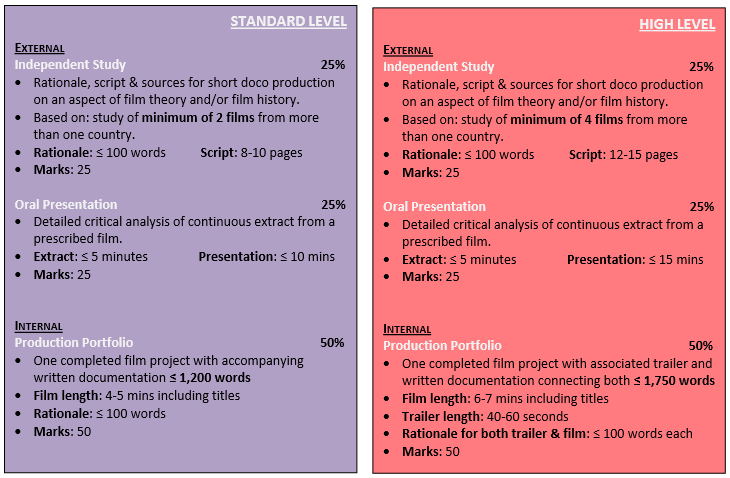 STANDARD LEVEL
EXTERNAL
Independent Study 25%
• Rationale, script & sources for short doco production
on an aspect of film theory and/or film history.
• Based on: study of minimum of 2 films from more
than one country.
• Rationale: ≤ 100 words Script: 8-10 pages
• Marks: 25
Oral Presentation 25%
• Detailed critical analysis of continuous extract from a
prescribed film.
• Extract: ≤ 5 minutes Presentation: ≤ 10 mins
• Marks: 25
INTERNAL
Production Portfolio 50%
• One completed film project with accompanying
written documentation ≤ 1,200 words
• Film length: 4-5 mins including titles
• Rationale: ≤ 100 words
• Marks: 50
HIGH LEVEL
EXTERNAL
Independent Study 25%
• Rationale, script & sources for short doco production
on an aspect of film theory and/or film history.
• Based on: study of minimum of 4 films from more
than one country.
• Rationale: ≤ 100 words Script: 12-15 pages
• Marks: 25
Oral Presentation 25%
• Detailed critical analysis of continuous extract from a
prescribed film.
• Extract: ≤ 5 minutes Presentation: ≤ 15 mins
• Marks: 25
INTERNAL
Production Portfolio 50%
• One completed film project with associated trailer and
written documentation connecting both ≤ 1,750 words
• Film length: 6-7 mins including titles
• Trailer length: 40-60 seconds
• Rationale for both trailer & film: ≤ 100 words each
• Marks: 50